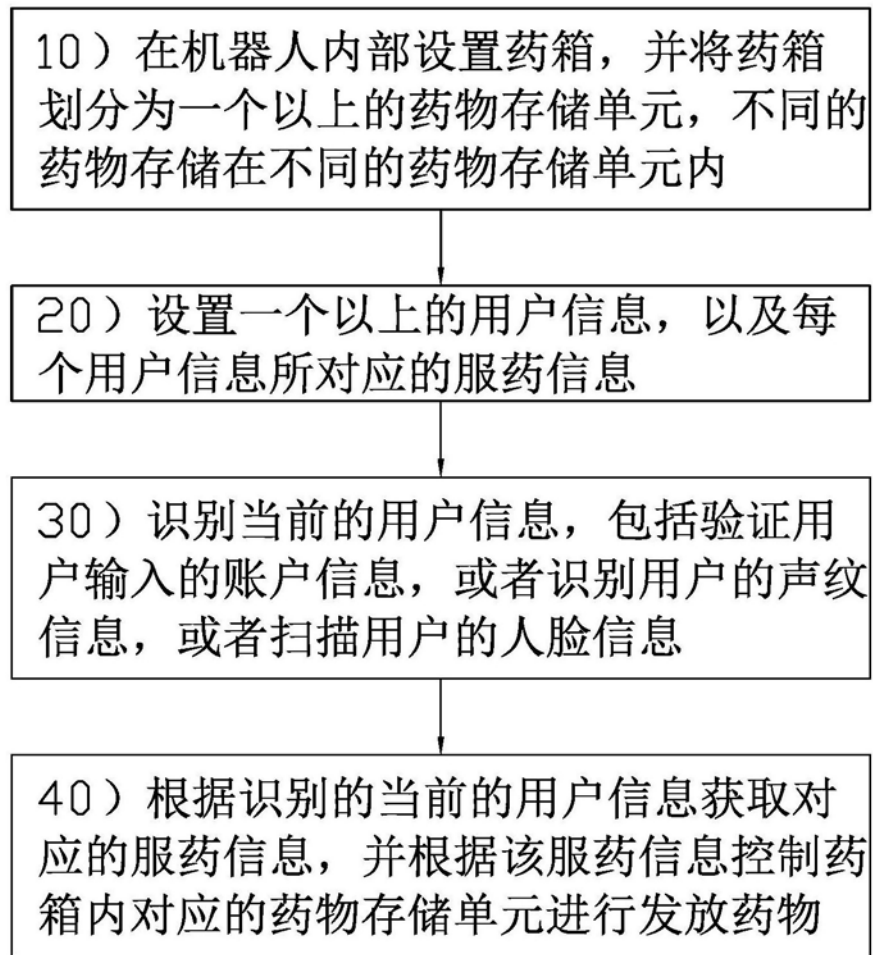 10）在机器人内部设置药箱，并将药箱
划分为一个以上的药物存储单元，不同的
药物存储在不同的药物存储单元内
20）设置一个以上的用户信息，以及每
个用户信息所对应的服药信息
30）识别当前的用户信息，包括验证用
户输入的账户信息，或者识别用户的声纹
信息，或者扫描用户的人脸信息
40）根据识别的当前的用户信息获取对
应的服药信息，并根据该服药信息控制药
箱内对应的药物存储单元进行发放药物